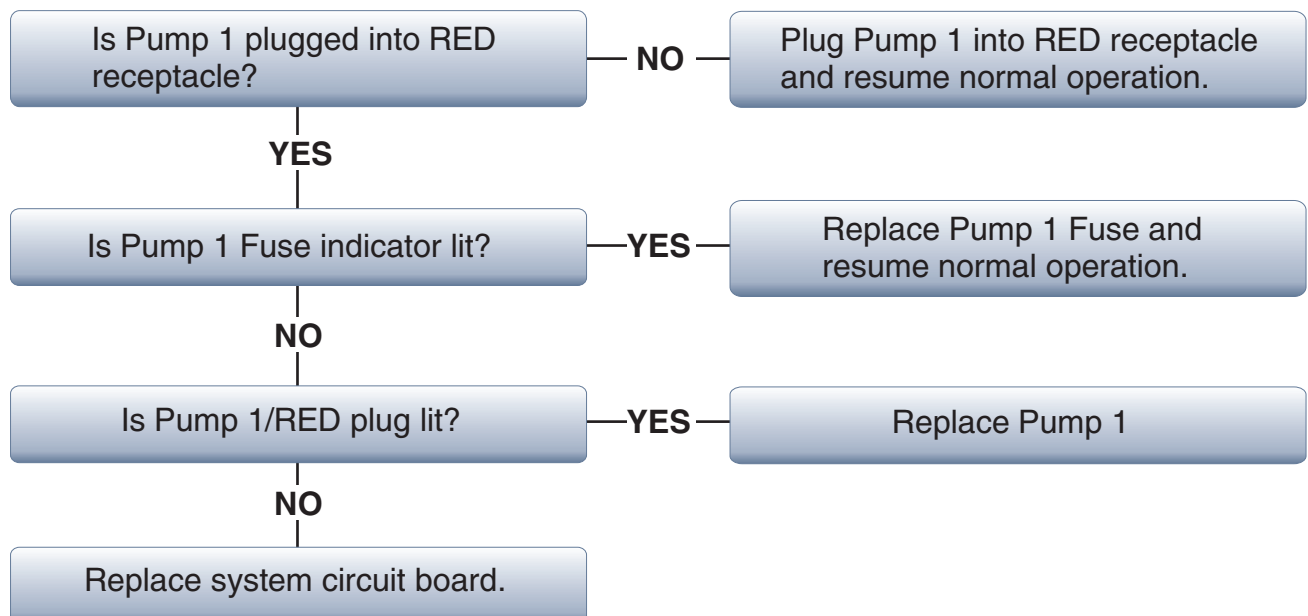 Is Pump 1 plugged into RED
receptacle?
NO
Plug Pump 1 into RED receptacle
and resume normal operation.
YES
Is Pump 1 Fuse indicator lit?
YES
Replace Pump 1 Fuse and
resume normal operation.
NO
Is Pump 1/RED plug lit?
YES
Replace Pump 1
NO
Replace system circuit board.